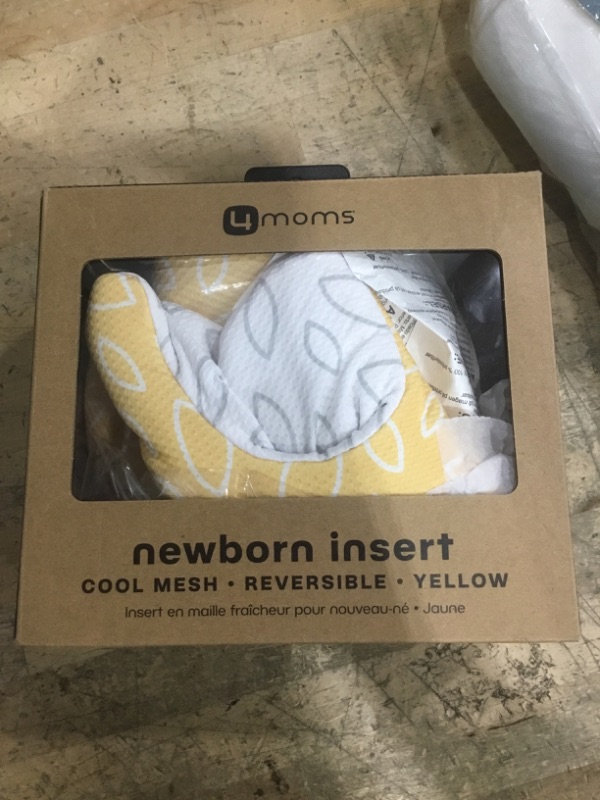 4moms
newborn insert
COOL MESH • REVERSIBLE • YELLOW
Insert en maille fraîcheur pour nouveau-né • Jaune